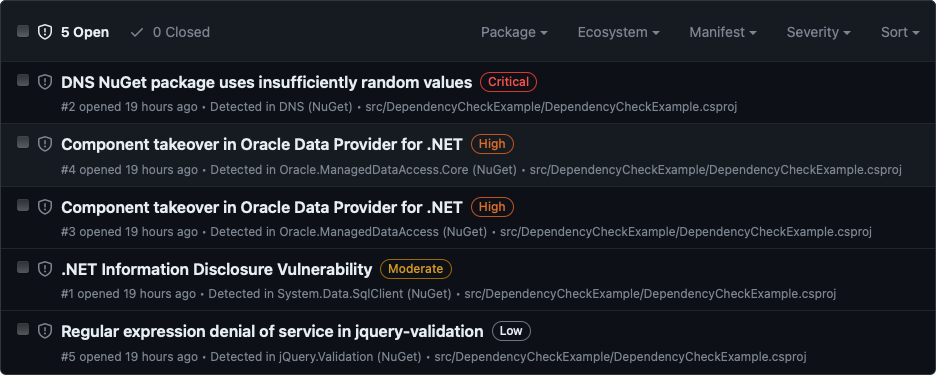 5 Open 0 Closed Package Ecosystem Manifest Severity Sort
DNS NuGet package uses insufficiently random values Critical
#2 opened 19 hours ago • Detected in DNS (NuGet) • src/DependencyCheckExample/DependencyCheckExample.csproj
Component takeover in Oracle Data Provider for .NET High
#4 opened 19 hours ago • Detected in Oracle.ManagedDataAccess.Core (NuGet) • src/DependencyCheckExample/DependencyCheckExample.csproj
Component takeover in Oracle Data Provider for .NET High
#3 opened 19 hours ago • Detected in Oracle.ManagedDataAccess (NuGet) • src/DependencyCheckExample/DependencyCheckExample.csproj
.NET Information Disclosure Vulnerability Moderate
#1 opened 19 hours ago • Detected in System.Data.SqlClient (NuGet) • src/DependencyCheckExample/DependencyCheckExample.csproj
Regular expression denial of service in jquery-validation Low
#5 opened 19 hours ago • Detected in jQuery.Validation (NuGet) • src/DependencyCheckExample/DependencyCheckExample.csproj